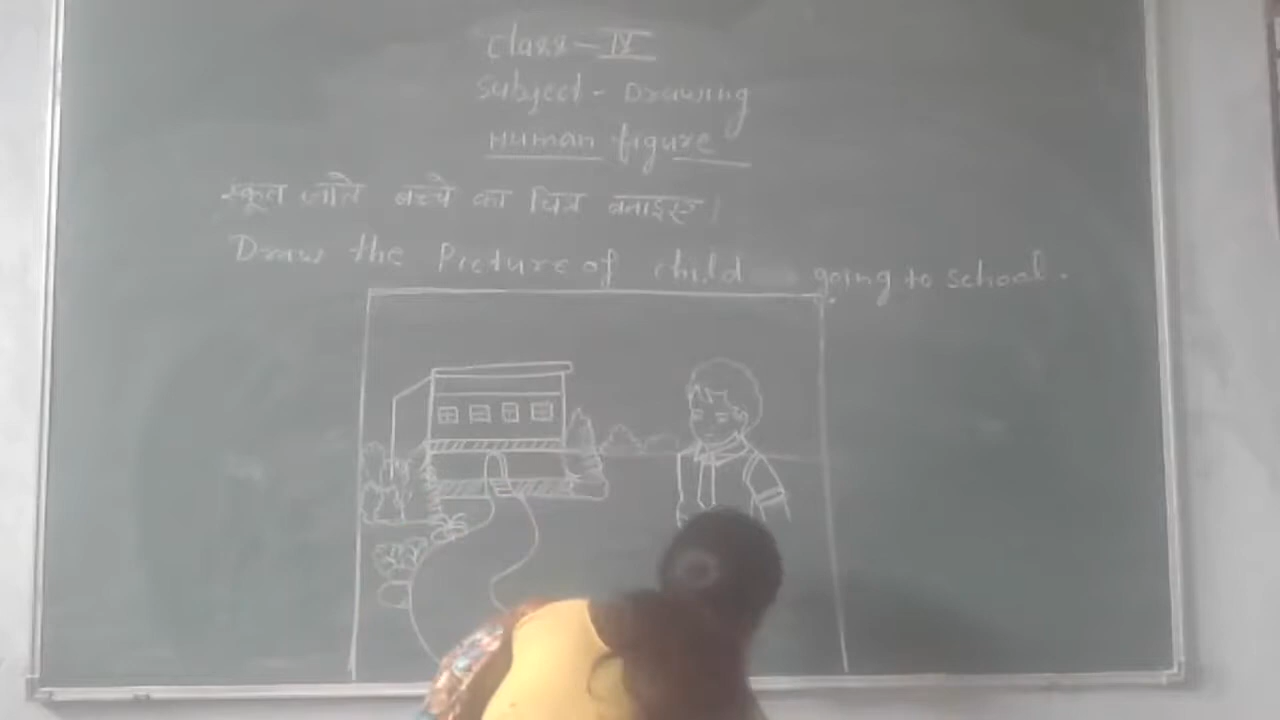 Class - IV
Subject - Drawing
Human figure
स्कूल जाते बच्चे का चित्र बनाइए।
Draw the Picture of child going to school.